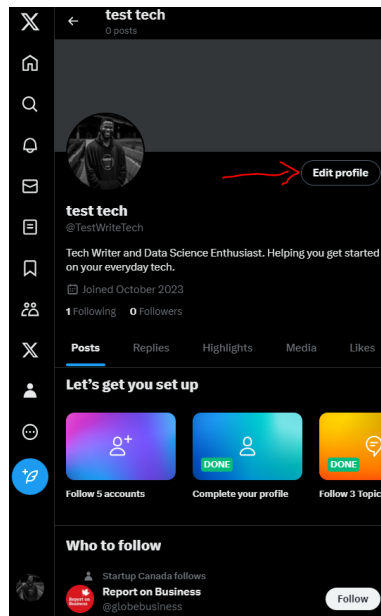 test tech
0 posts
Edit profile
test tech
@TestWriteTech
Tech Writer and Data Science Enthusiast. Helping you get started
on your everyday tech.
Joined October 2023
1 Following 0 Followers
Posts Replies Highlights Media Likes
Let's get you set up
DONE DONE
Follow 5 accounts Complete your profile Follow 3 Topic
Who to follow
Startup Canada follows
Report on Business
Report on Business
@globebusiness
Follow